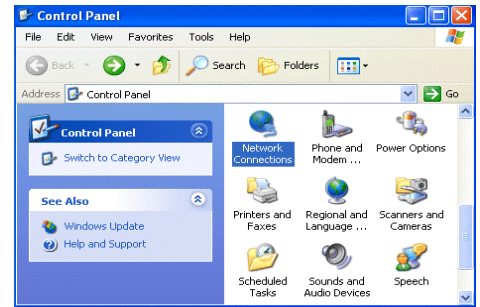 Control Panel
File Edit View Favorites Tools Help
Back Search Folders
Address Control Panel Go
Control Panel
Switch to Category View
See Also
Windows Update
Help and Support
Network Connections
Phone and Modem ...
Power Options
Printers and Faxes
Regional and Language ...
Scanners and Cameras
Scheduled Tasks
Sounds and Audio Devices
Speech